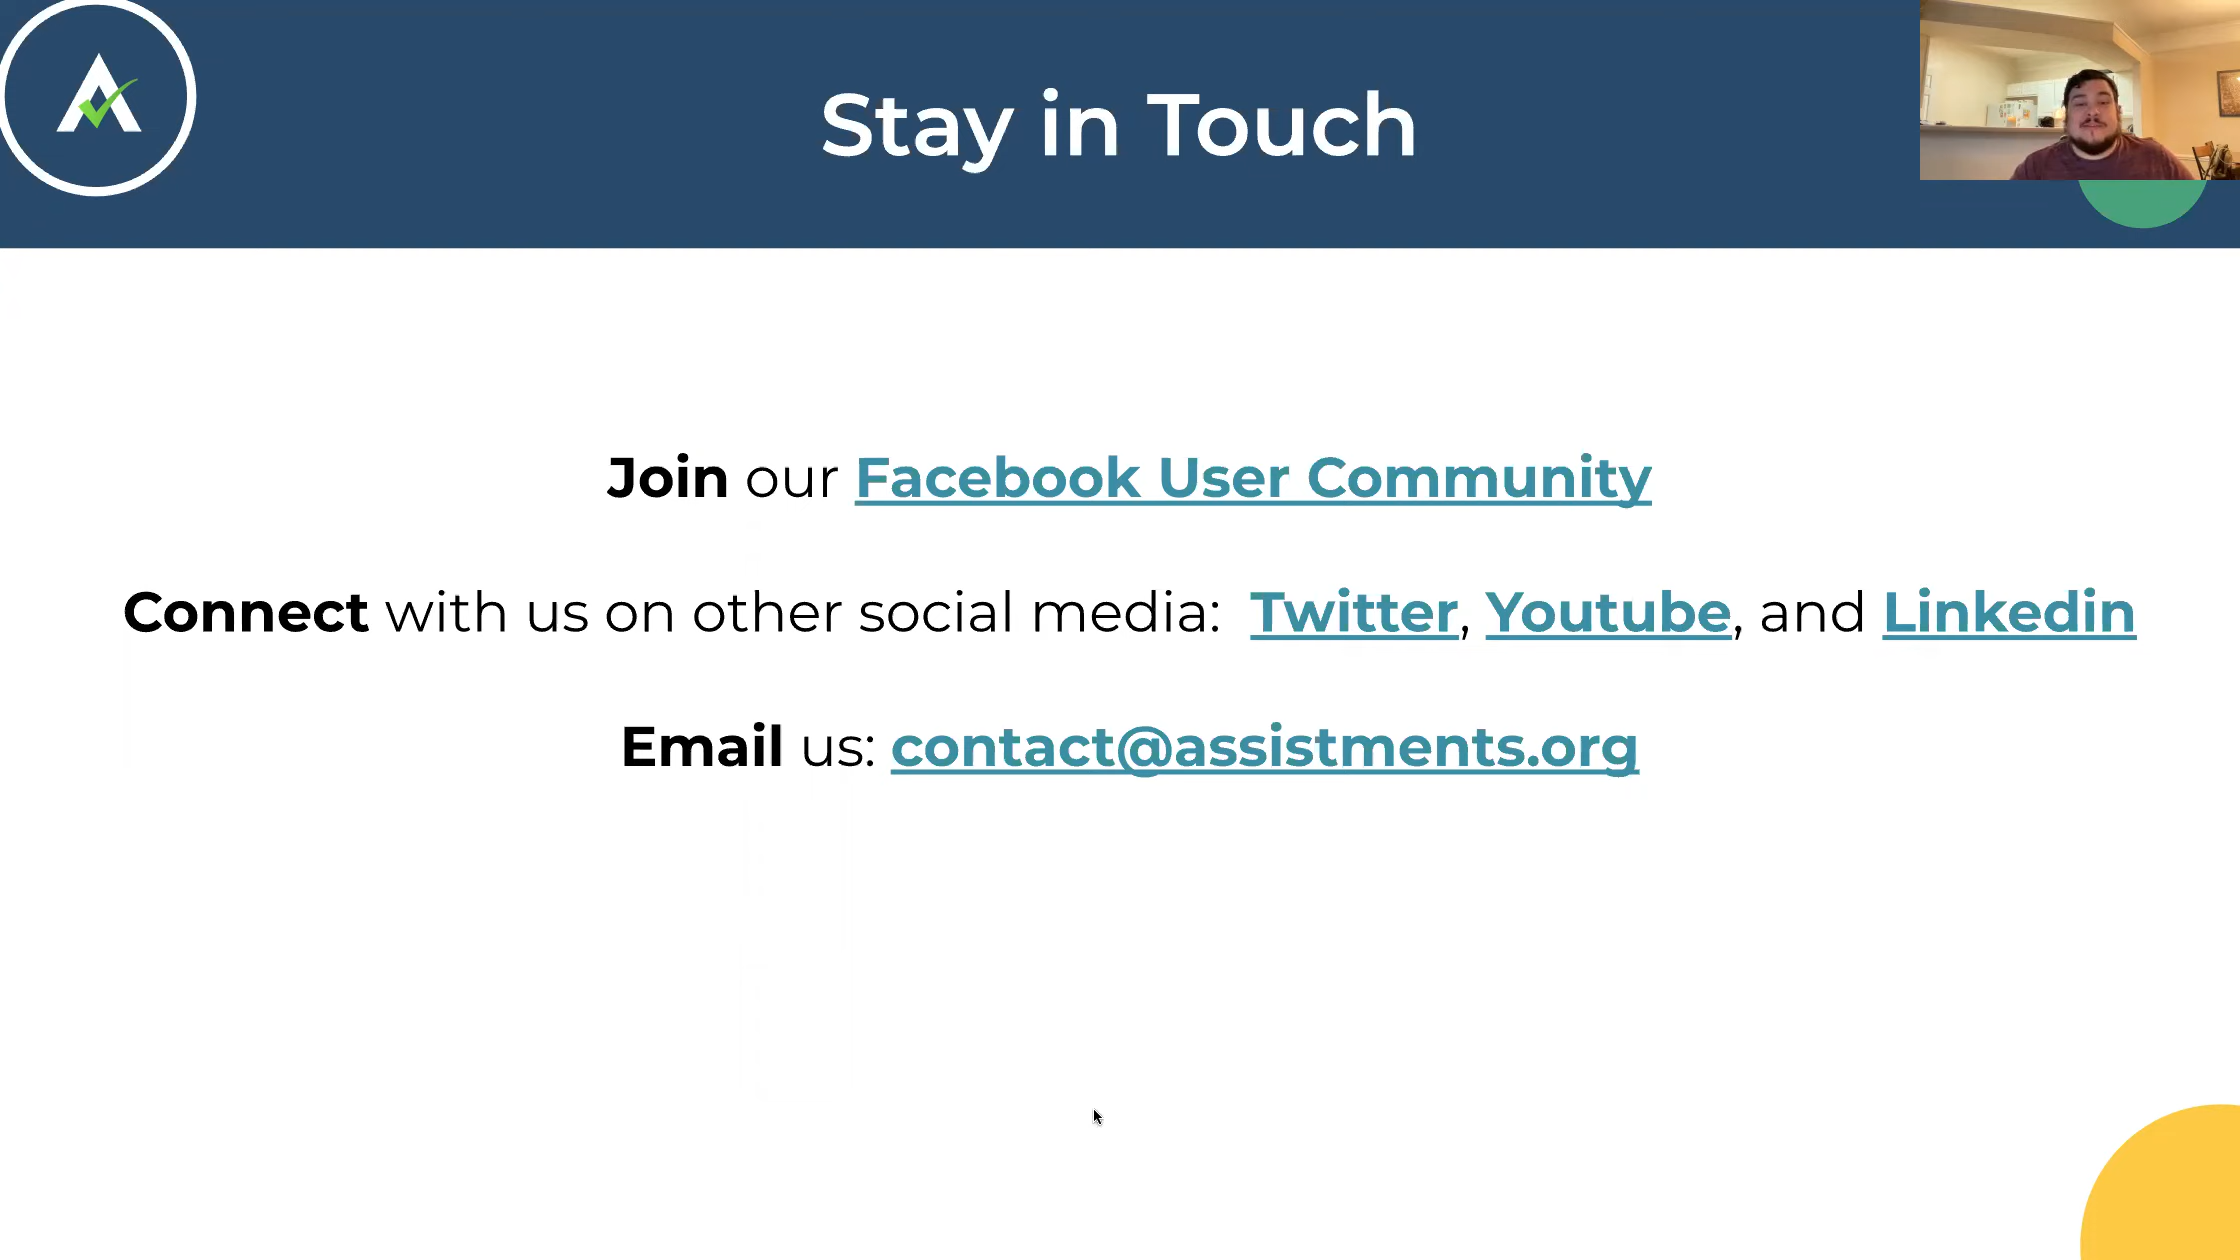 Stay in Touch
Join our Facebook User Community
Connect with us on other social media: Twitter, Youtube, and Linkedin
Email us: contact@assistments.org